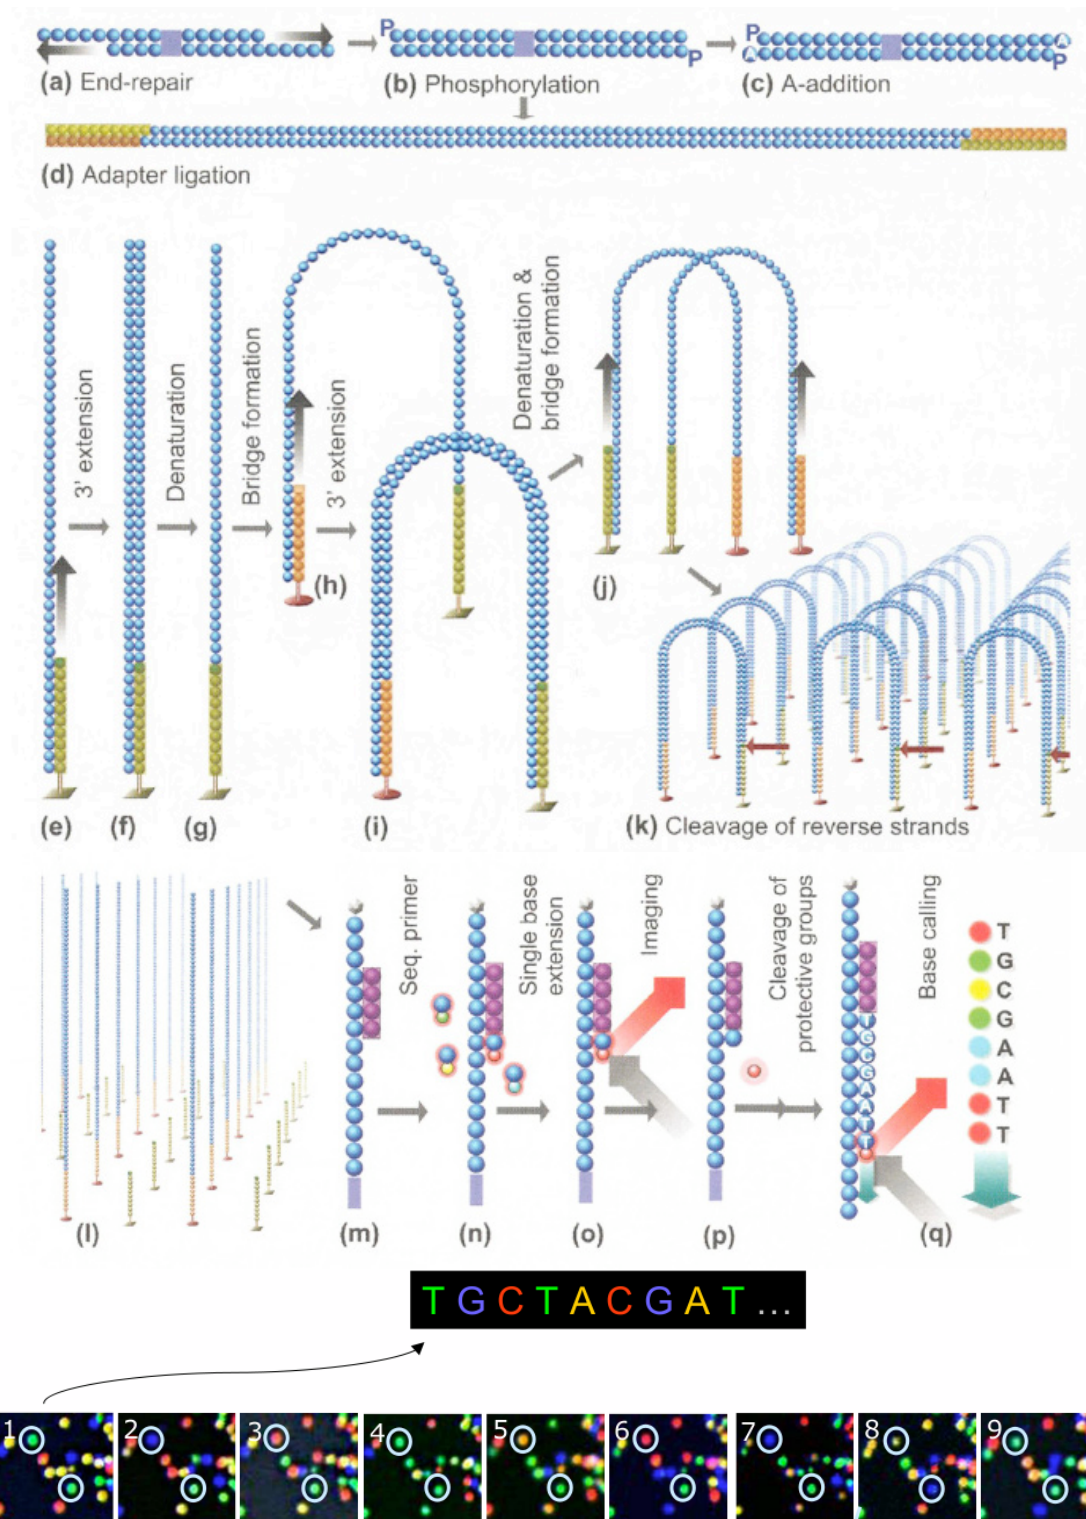 P P
P P A
A P
(a) End-repair
(b) Phosphorylation
(c) A-addition
(d) Adapter ligation
3' extension
Denaturation
Bridge formation
3' extension
Denaturation &
bridge formation
(h)
(j)
(e) (f) (g) (i)
(k) Cleavage of reverse strands
Seq. primer
Single base
extension
Imaging
Cleavage of
protective groups
Base calling
TGCGAATT
T
G
C
G
A
A
T
T
(l) (m) (n) (o) (p) (q)
T G C T A C G A T ...
1 2 3 4 5 6 7 8 9